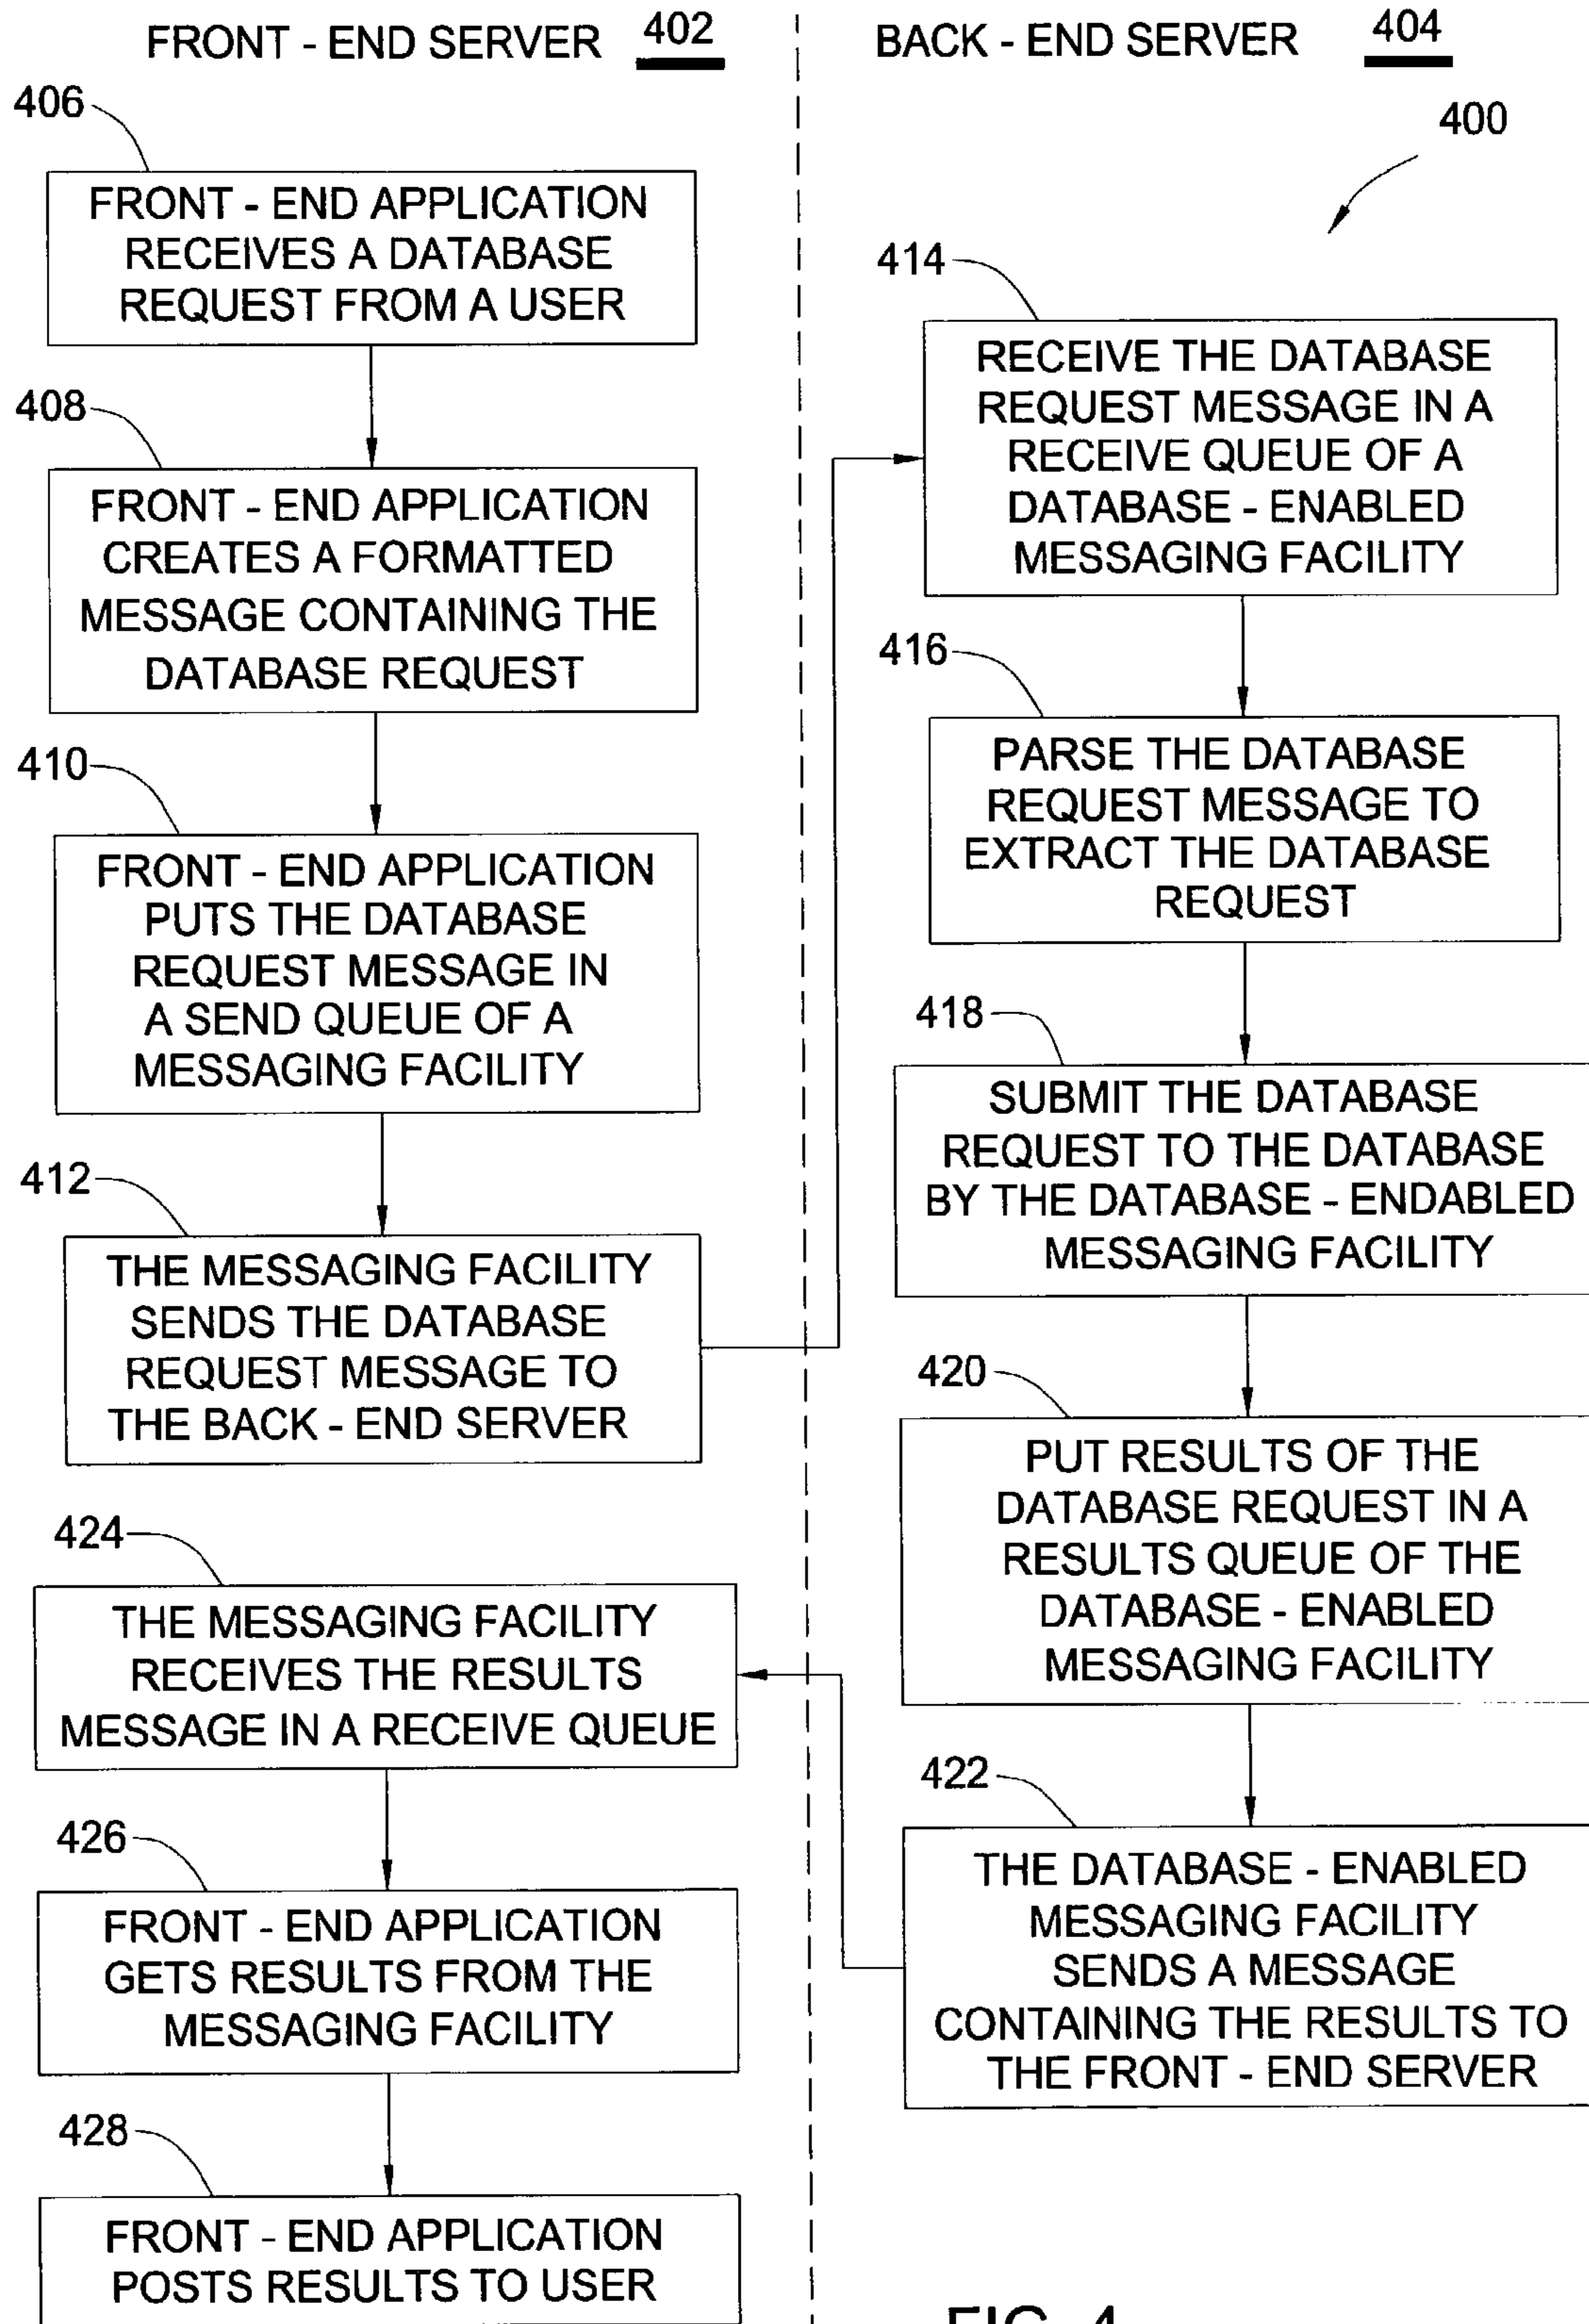 FRONT - END SERVER 402
BACK - END SERVER 404
400
406
FRONT - END APPLICATION
RECEIVES A DATABASE
REQUEST FROM A USER
408
FRONT - END APPLICATION
CREATES A FORMATTED
MESSAGE CONTAINING THE
DATABASE REQUEST
410
FRONT - END APPLICATION
PUTS THE DATABASE
REQUEST MESSAGE IN
A SEND QUEUE OF A
MESSAGING FACILITY
412
THE MESSAGING FACILITY
SENDS THE DATABASE
REQUEST MESSAGE TO
THE BACK - END SERVER
414
RECEIVE THE DATABASE
REQUEST MESSAGE IN A
RECEIVE QUEUE OF A
DATABASE - ENABLED
MESSAGING FACILITY
416
PARSE THE DATABASE
REQUEST MESSAGE TO
EXTRACT THE DATABASE
REQUEST
418
SUBMIT THE DATABASE
REQUEST TO THE DATABASE
BY THE DATABASE - ENDABLED
MESSAGING FACILITY
420
PUT RESULTS OF THE
DATABASE REQUEST IN A
RESULTS QUEUE OF THE
DATABASE - ENABLED
MESSAGING FACILITY
422
THE DATABASE - ENABLED
MESSAGING FACILITY
SENDS A MESSAGE
CONTAINING THE RESULTS TO
THE FRONT - END SERVER
424
THE MESSAGING FACILITY
RECEIVES THE RESULTS
MESSAGE IN A RECEIVE QUEUE
426
FRONT - END APPLICATION
GETS RESULTS FROM THE
MESSAGING FACILITY
428
FRONT - END APPLICATION
POSTS RESULTS TO USER
FIG. 4